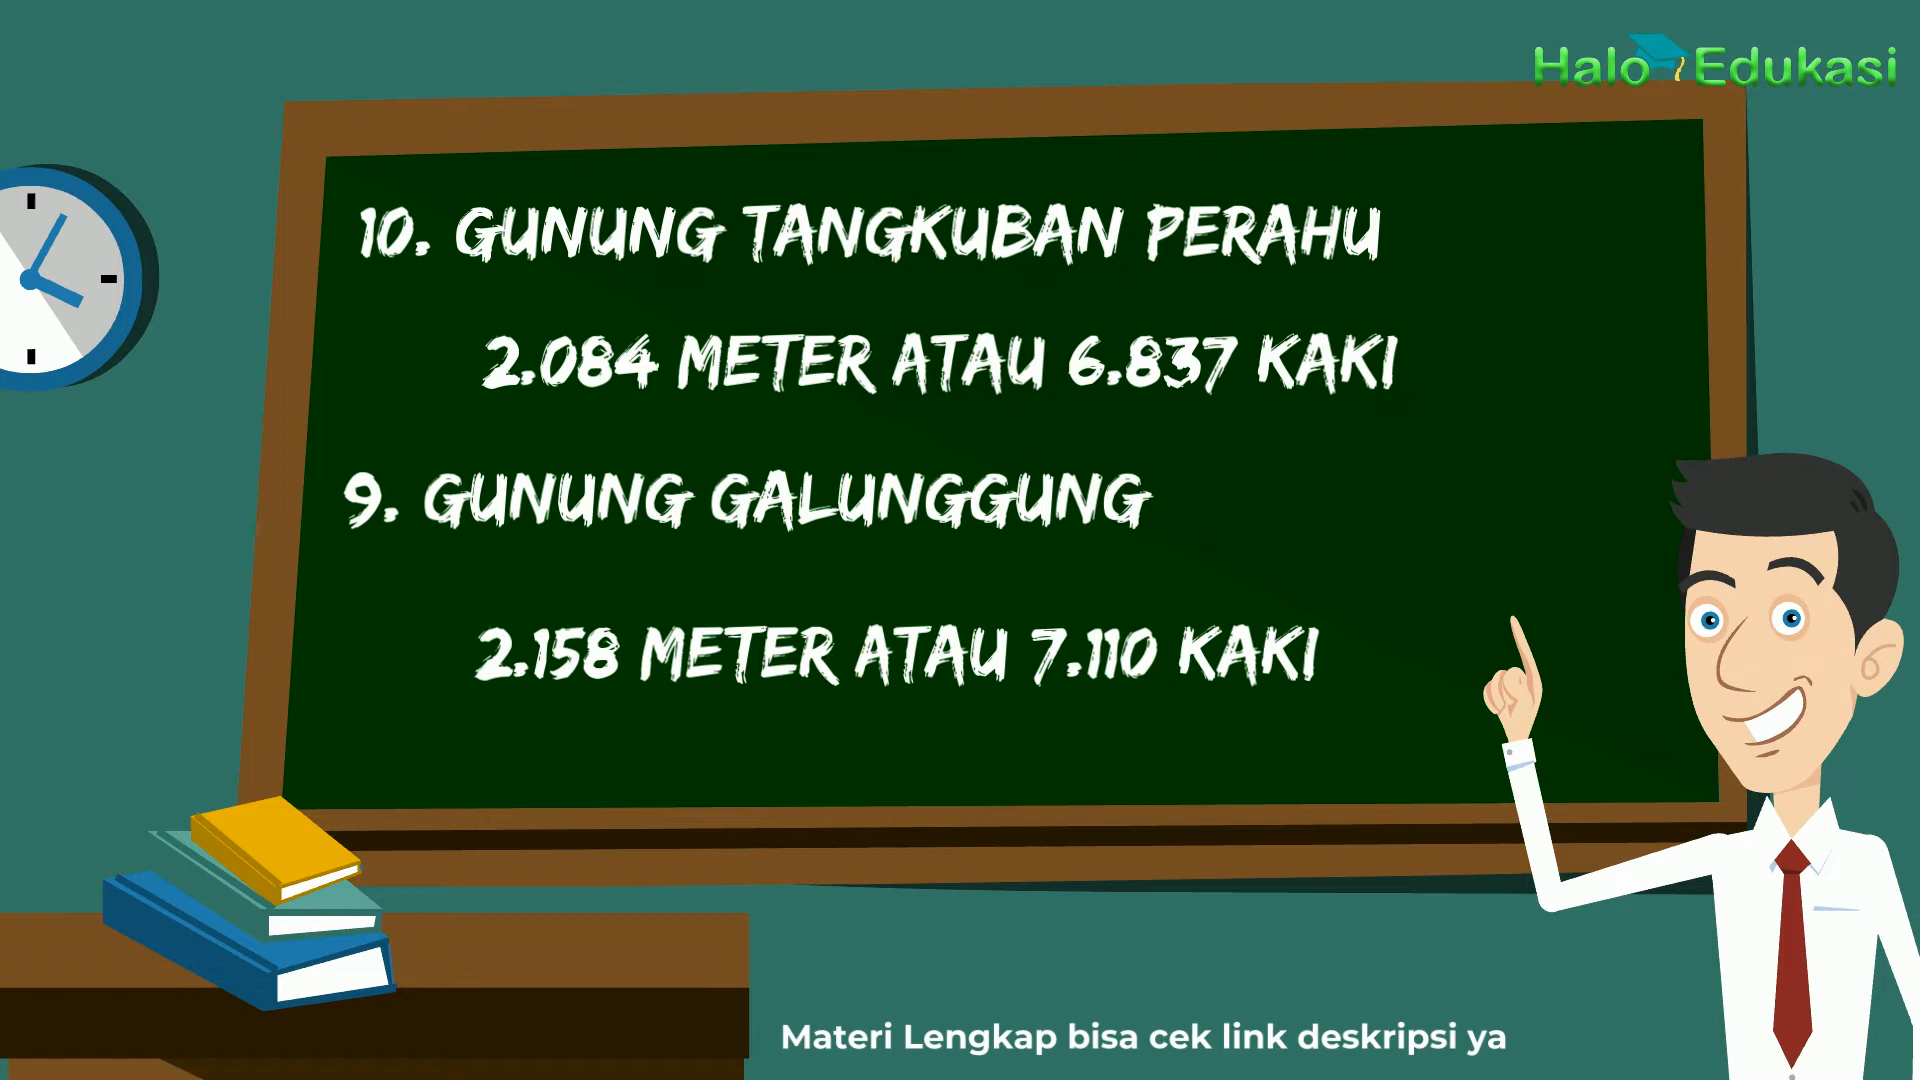 Halo Edukasi
10. GUNUNG TANGKUBAN PERAHU
2.084 METER ATAU 6.837 KAKI
9. GUNUNG GALUNGGUNG
2.158 METER ATAU 7.110 KAKI
Materi Lengkap bisa cek link deskripsi ya